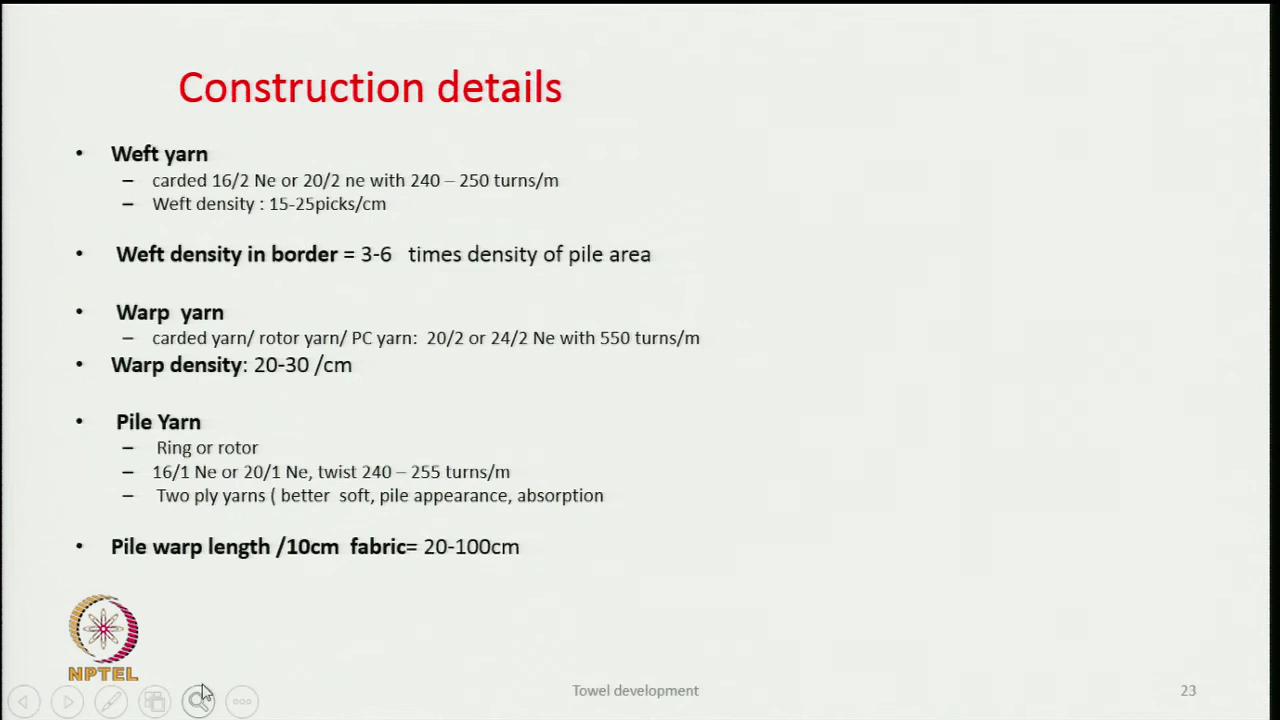 Construction details
• Weft yarn
– carded 16/2 Ne or 20/2 ne with 240 – 250 turns/m
– Weft density : 15-25picks/cm
• Weft density in border = 3-6 times density of pile area
• Warp yarn
– carded yarn/ rotor yarn/ PC yarn: 20/2 or 24/2 Ne with 550 turns/m
• Warp density: 20-30 /cm
• Pile Yarn
– Ring or rotor
– 16/1 Ne or 20/1 Ne, twist 240 – 255 turns/m
– Two ply yarns ( better soft, pile appearance, absorption
• Pile warp length /10cm fabric= 20-100cm
NPTEL
Towel development
23